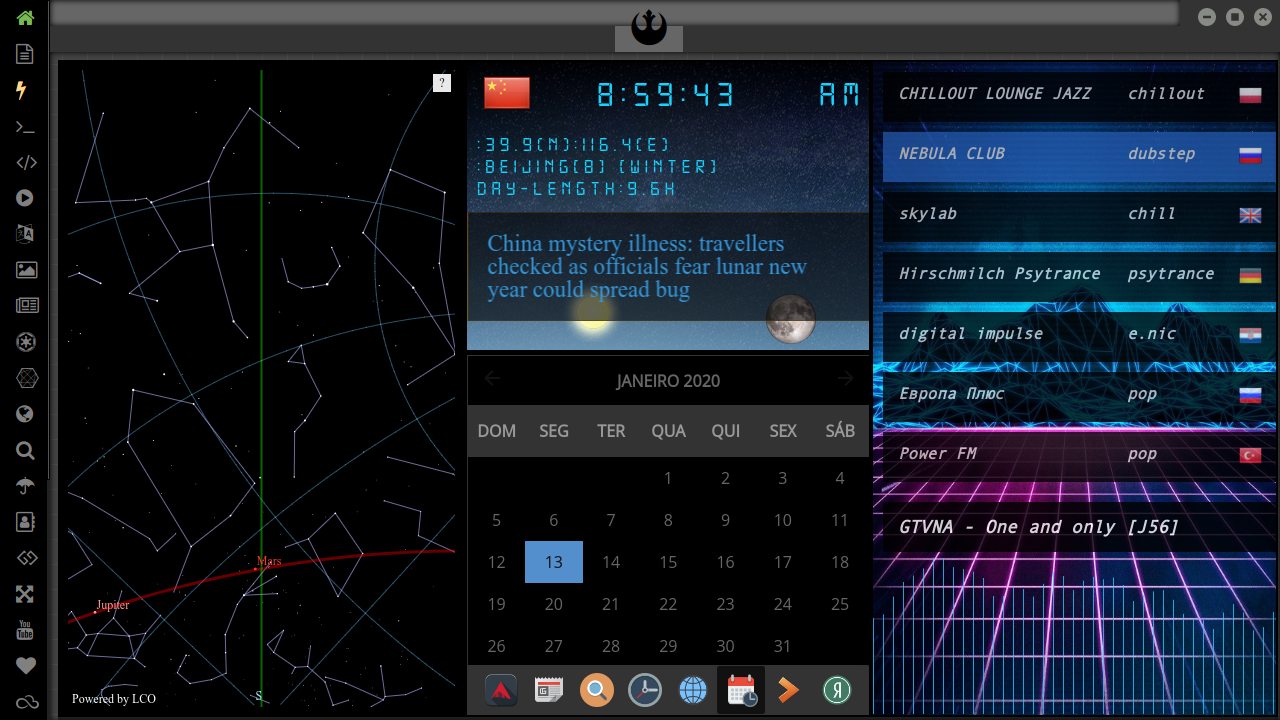 ?
Mars
Jupiter
Powered by LCO
S
8:59:43 AM
:39.9(N):116.4(E)
:BEIJING(8) (WINTER)
DAY-LENGTH:9.6H
China mystery illness: travellers
checked as officials fear lunar new
year could spread bug
JANEIRO 2020
DOM SEG TER QUA QUI SEX SÁB
1 2 3 4
5 6 7 8 9 10 11
12 13 14 15 16 17 18
19 20 21 22 23 24 25
26 27 28 29 30 31
CHILLOUT LOUNGE JAZZ chillout
NEBULA CLUB dubstep
skylab chill
Hirschmilch Psytrance psytrance
digital impulse e.nic
Европа Плюс pop
Power FM pop
GTVNA - One and only [J56]
You
Tube
Я